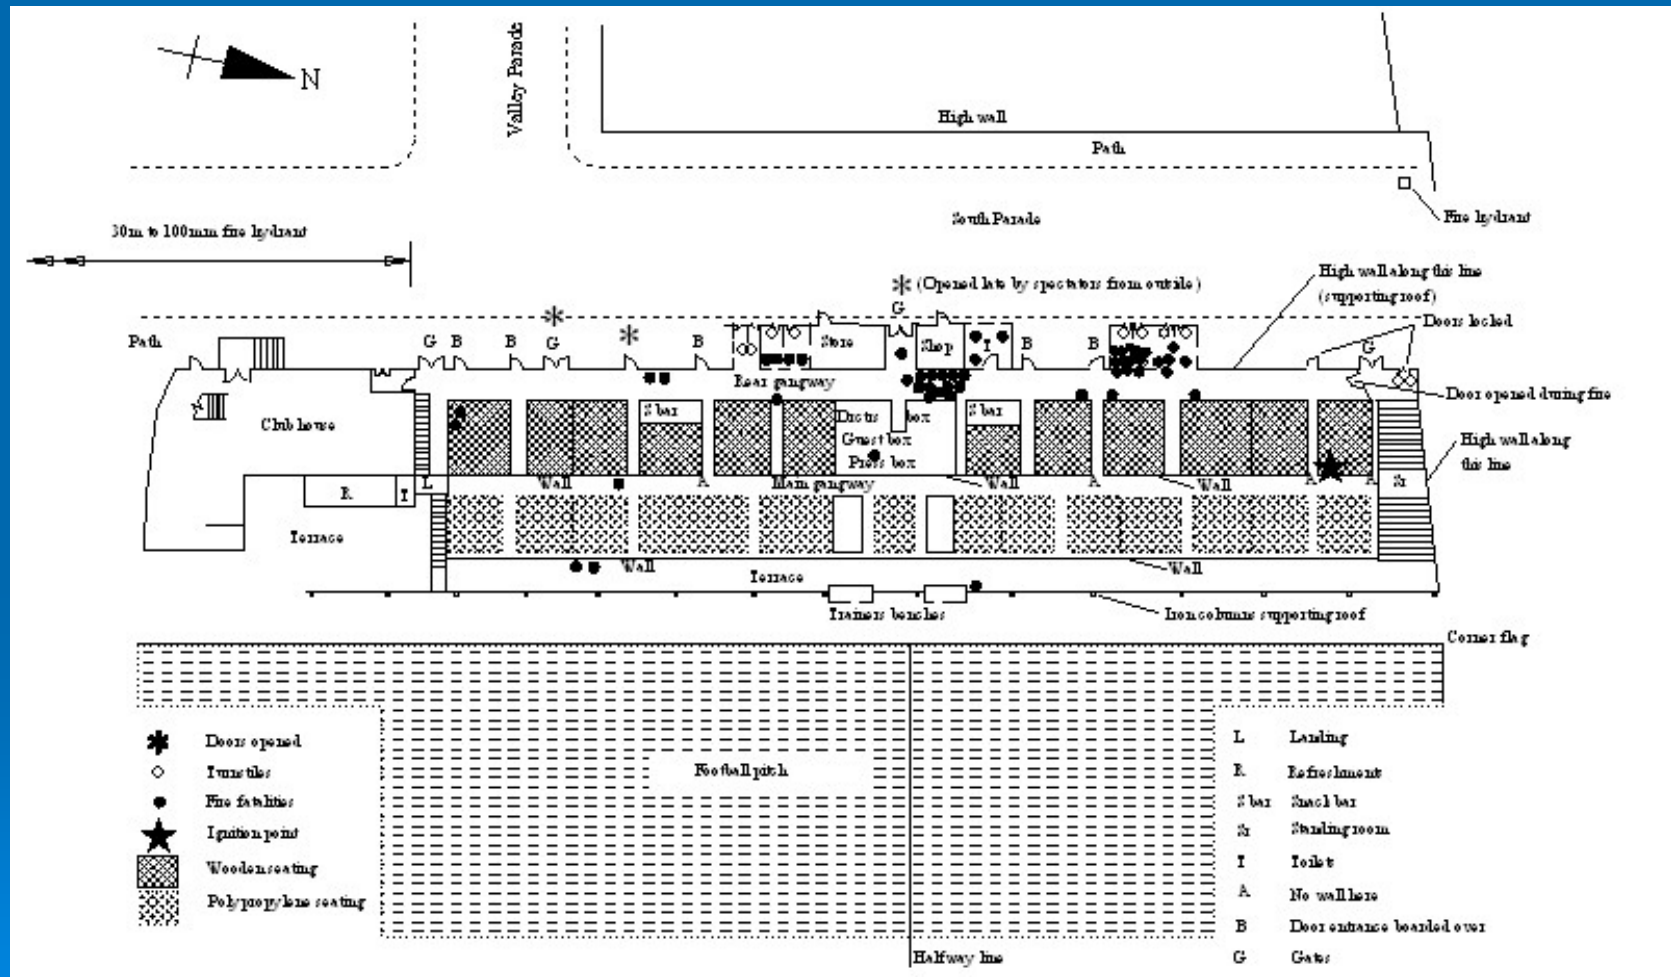 N
Valley Parade
High wall
Path
South Parade
Fire hydrant
30m to 100mm fire hydrant
High wall along this line
(supporting roof)
(Opened late by spectators from outside)
G
Doors locked
Path
G B B G B Store Shop T B B G
Rear gangway
Door opened during fire
Club house
S bar
box
S bar
Guest box
Press box
High wall along
this line
L Wall A Main gangway Wall A Wall A A Sr
R T
Terrace
Wall
Terrace
Wall
Trainers benches
Iron columns supporting roof
Corner flag
Football pitch
Doors opened
Turnstiles
Fire fatalities
Ignition point
Wooden seating
Polypropylene seating
L Landing
R Refreshment
S bar Snack bar
Sr Standing room
T Toilets
A No wall here
B Door entrance boarded over
G Gates
Halfway line